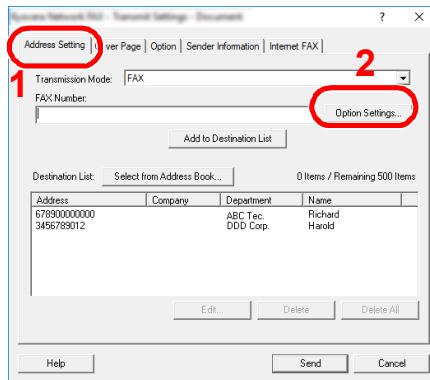 Kyocera Network FAX - Transmit Settings - Document
? ×
Address Setting ver Page Option Sender Information Internet FAX
1
2
Transmission Mode: FAX
FAX Number:
Option Settings...
Add to Destination List
Destination List: Select from Address Book... 0 Items / Remaining 500 Items
Address Company Department Name
678900000000 ABC Tec. Richard
3456789012 DDD Corp. Harold
Edit... Delete Delete All
Help Send Cancel